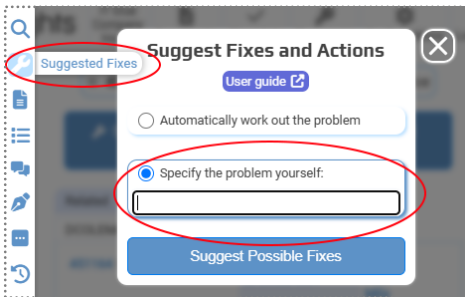 Suggest Fixes and Actions
Suggested Fixes
User guide
Automatically work out the problem
Specify the problem yourself:
Suggest Possible Fixes